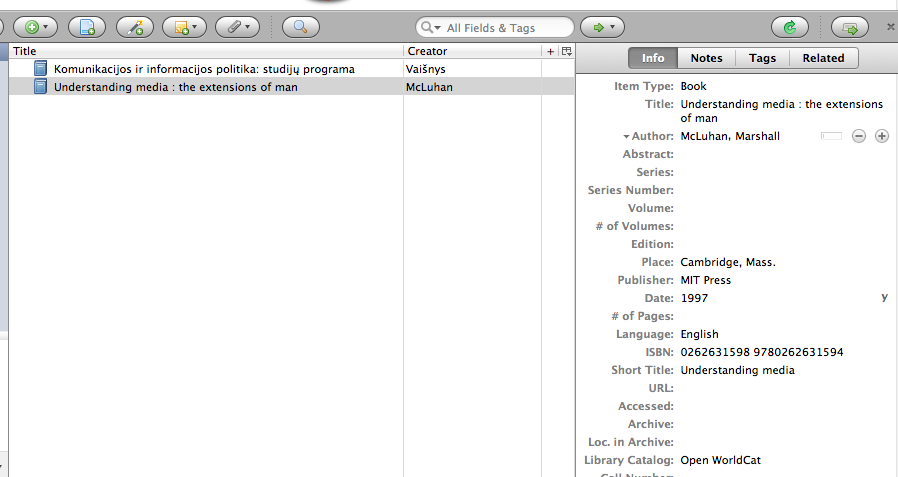 All Fields & Tags
Title Creator
Komunikacijos ir informacijos politika: studijų programa Vaišnys
Understanding media : the extensions of man McLuhan
Info Notes Tags Related
Item Type: Book
Title: Understanding media : the extensions
of man
Author: McLuhan, Marshall
Abstract:
Series:
Series Number:
Volume:
# of Volumes:
Edition:
Place: Cambridge, Mass.
Publisher: MIT Press
Date: 1997 y
# of Pages:
Language: English
ISBN: 0262631598 9780262631594
Short Title: Understanding media
URL:
Accessed:
Archive:
Loc. in Archive:
Library Catalog: Open WorldCat
Call Number: